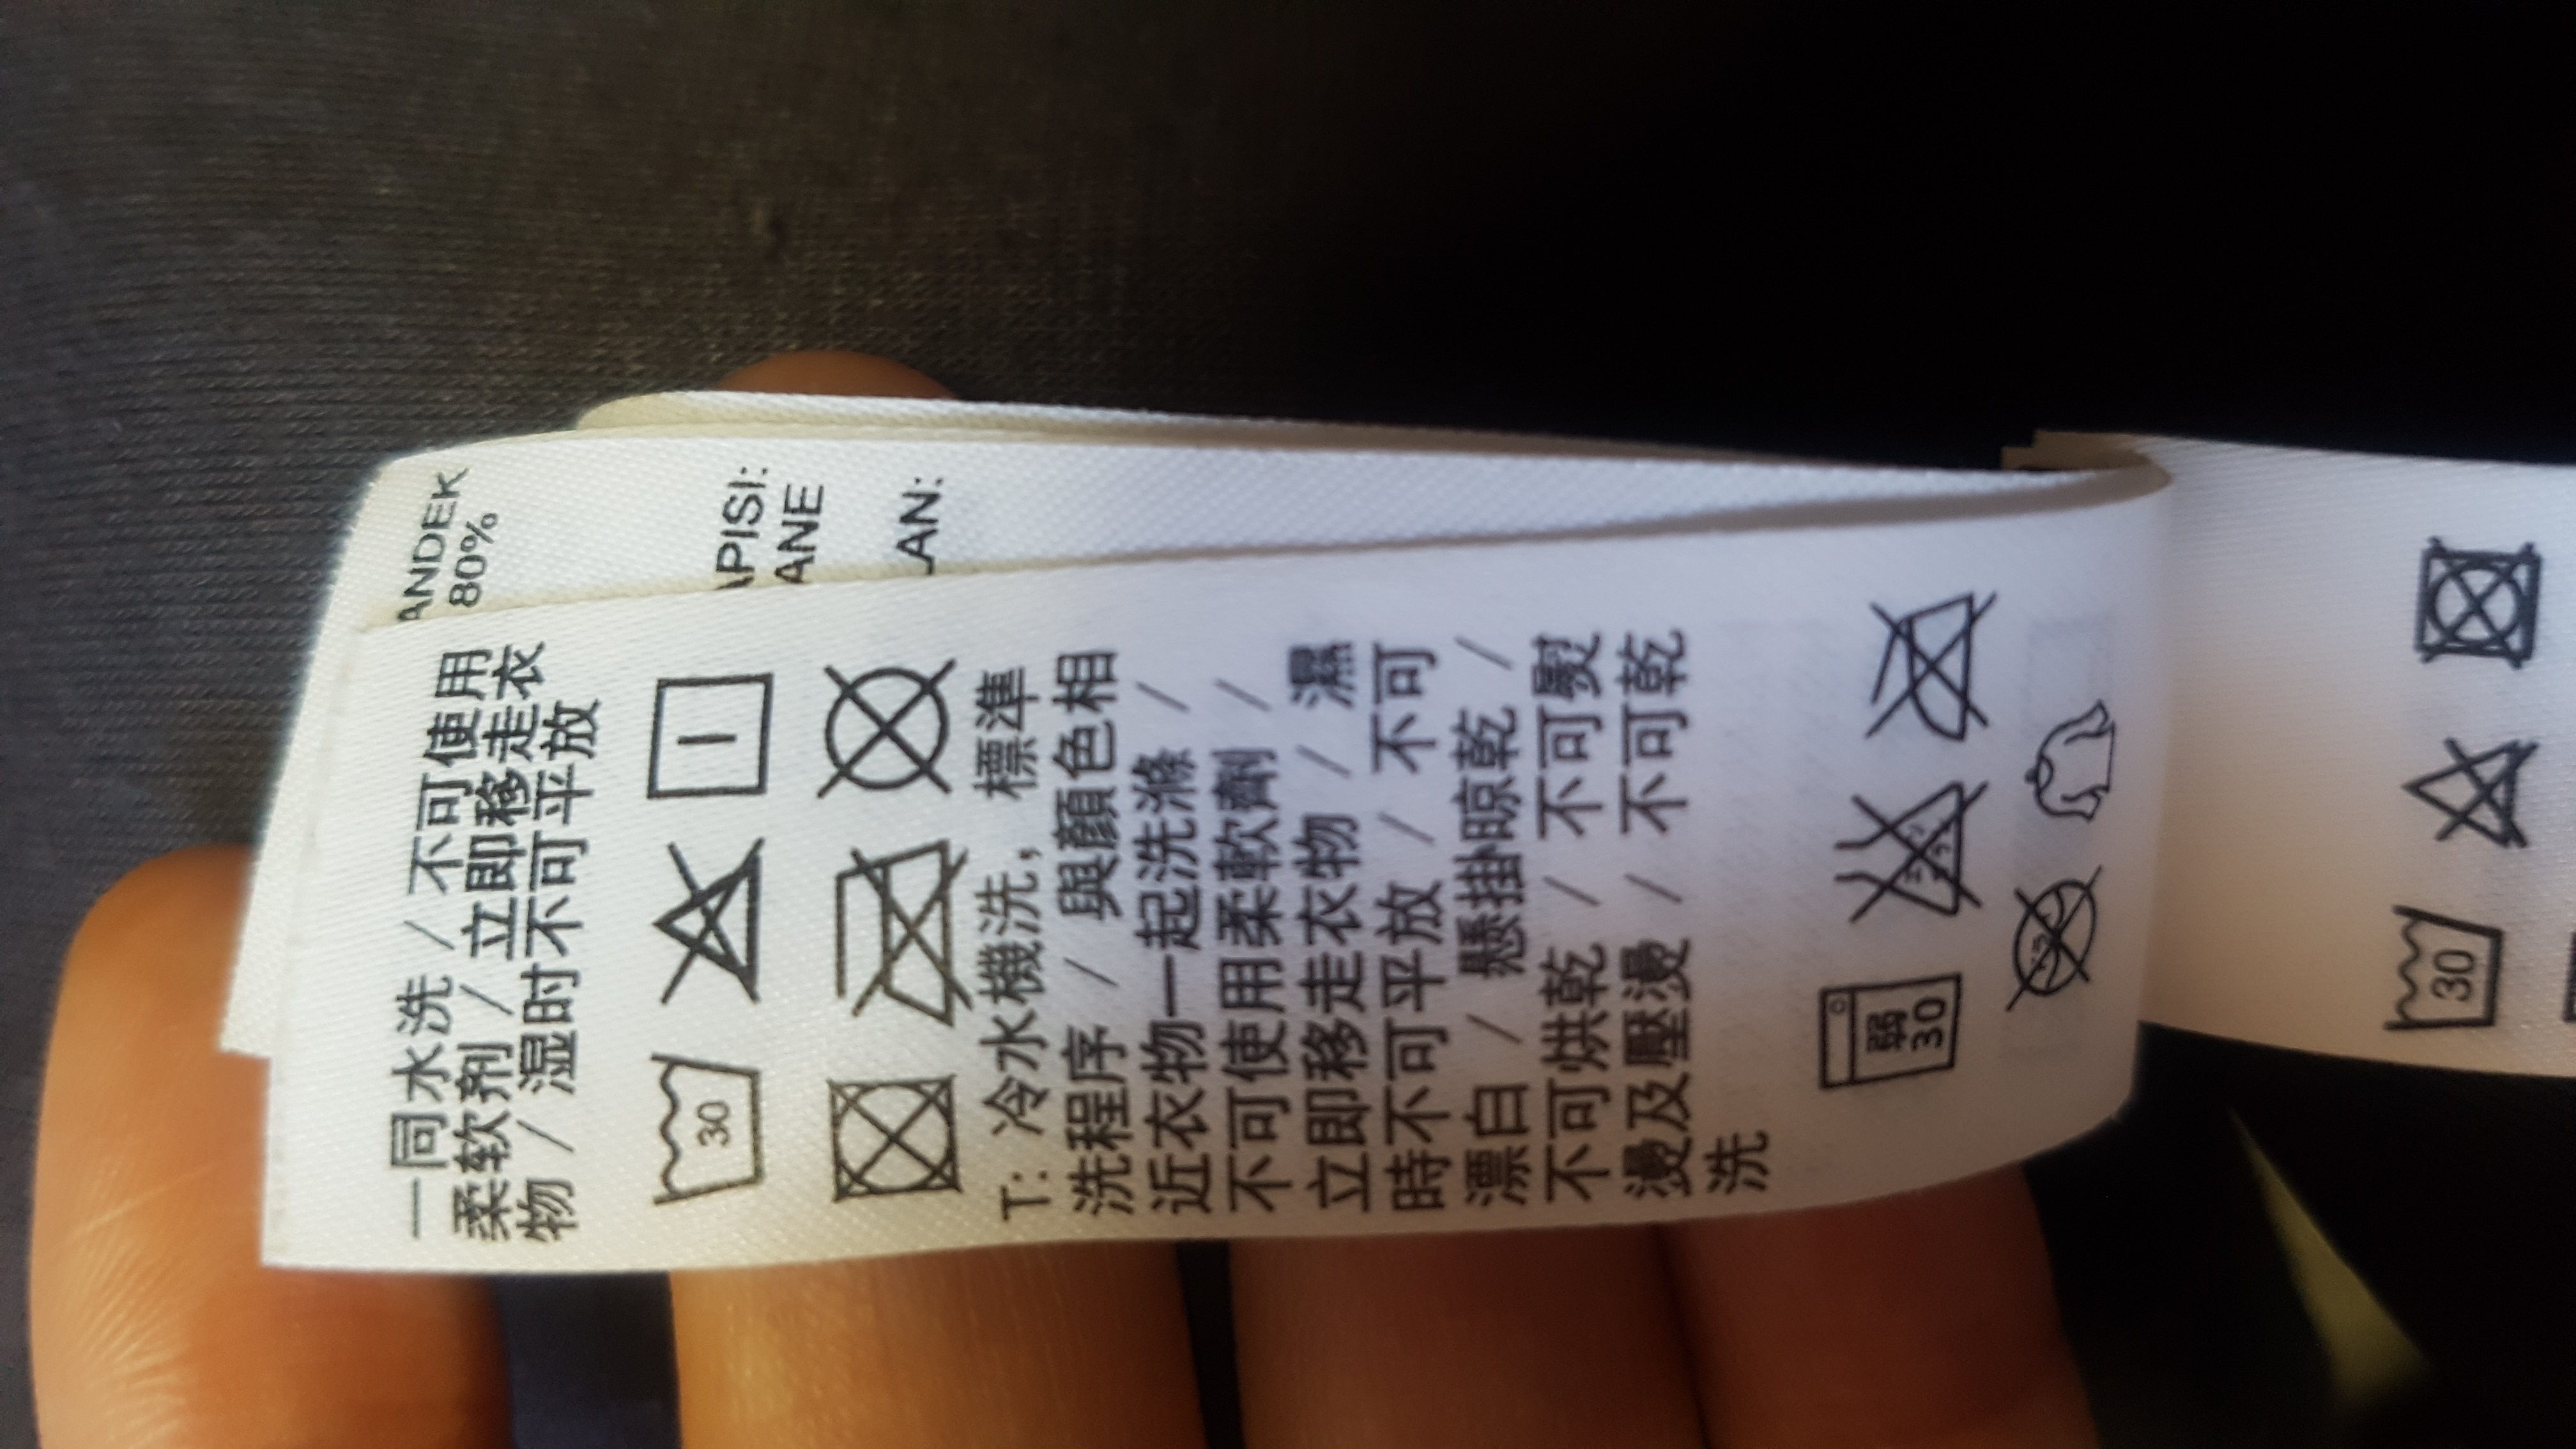 一同水洗 / 不可使用
柔软剂 / 立即移走衣
物 / 湿时不可平放
30
T: 冷水機洗, 標準
洗程序 / 與顏色相
近衣物一起洗滌 /
不可使用柔軟劑 /
立即移走衣物 / 濕
時不可平放 / 不可
漂白 / 懸掛晾乾 /
不可烘乾 / 不可熨
燙及壓燙 / 不可乾
洗
弱
30
ANDEK
80%
APISI:
ANE
LAN:
30